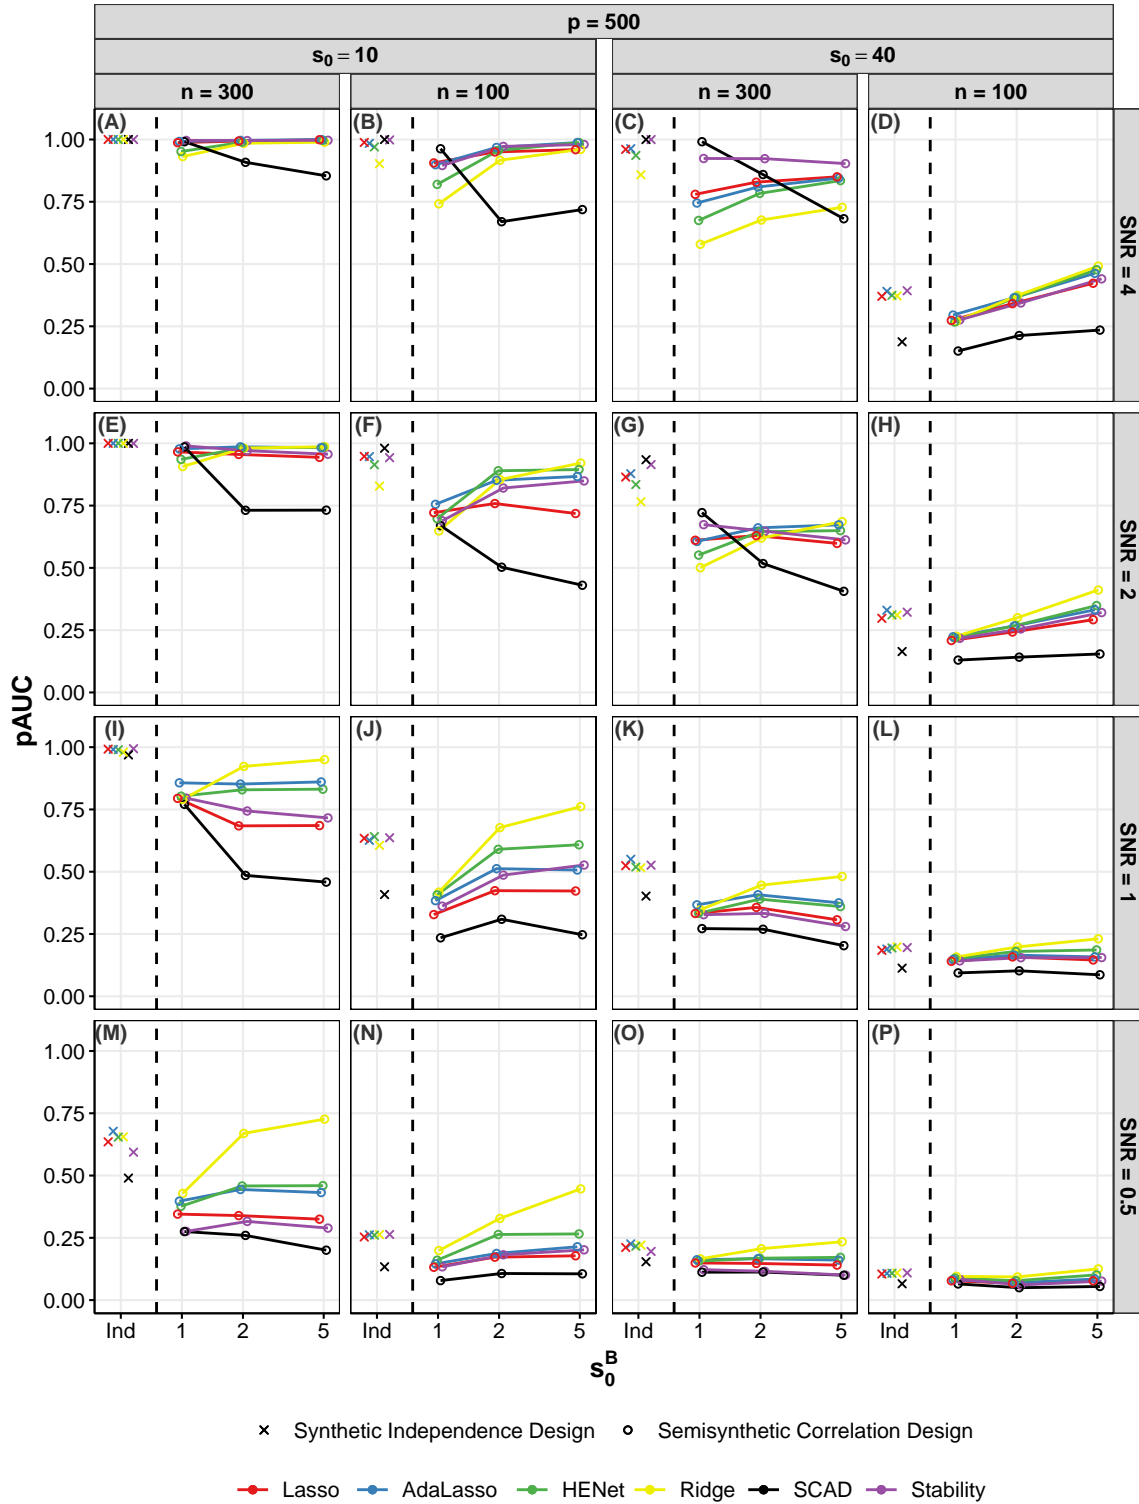 p = 500
s₀ = 10
s₀ = 40
n = 300
n = 100
n = 300
n = 100
(A)
(B)
(C)
(D)
1.00
0.75
0.50
0.25
0.00
SNR = 4
(E)
(F)
(G)
(H)
1.00
0.75
0.50
0.25
0.00
SNR = 2
pAUC
(I)
(J)
(K)
(L)
1.00
0.75
0.50
0.25
0.00
SNR = 1
(M)
(N)
(O)
(P)
1.00
0.75
0.50
0.25
0.00
SNR = 0.5
Ind 1 2 5
Ind 1 2 5
Ind 1 2 5
Ind 1 2 5
s₀ᴮ
Synthetic Independence Design
Semisynthetic Correlation Design
Lasso AdaLasso HENet Ridge SCAD Stability